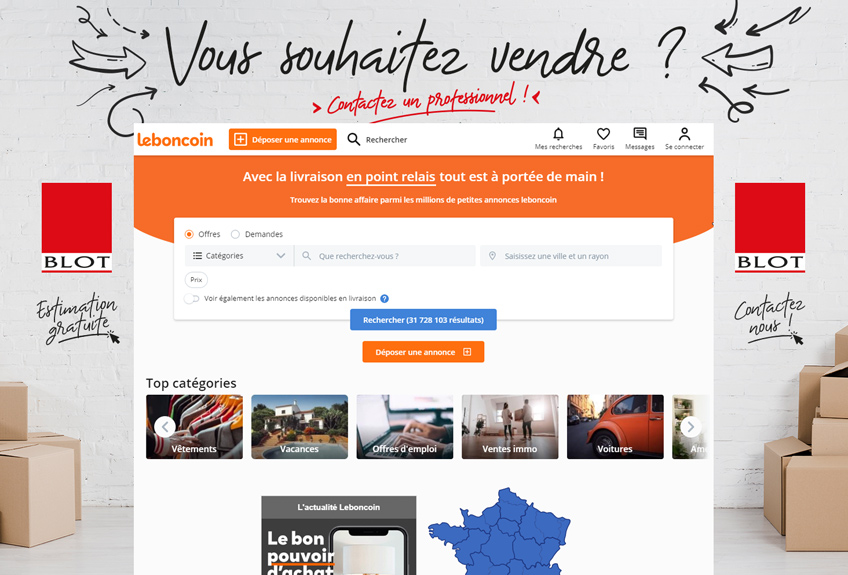 Vous souhaitez vendre ?
> Contactez un professionnel ! <
leboncoin
Déposer une annonce
Rechercher
Mes recherches
Favoris
Messages
Se connecter
Avec la livraison en point relais tout est à portée de main !
Trouvez la bonne affaire parmi les millions de petites annonces leboncoin
BLOT
Estimation
gratuite
BLOT
Contactez
nous !
Offres
Demandes
Catégories
Que recherchez-vous ?
Saisissez une ville et un rayon
Prix
Voir également les annonces disponibles en livraison ?
Rechercher (31 728 103 résultats)
Déposer une annonce
Top catégories
Vêtements
Vacances
Offres d'emploi
Ventes immo
Voitures
L'actualité Leboncoin
Le bon
pouvoir
d'achat